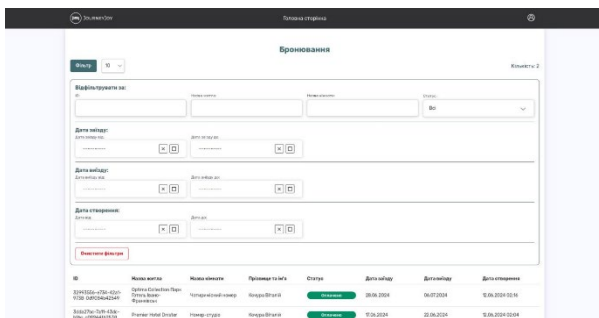 Головна сторінка
Бронювання
Фільтр
10
Кількість: 2
Відфільтрувати за:
ID
Назва житла
Назва кімнати
Статус
Всі
Дата заїзду:
Дата заїзду від
Дата заїзду до
Дата виїзду:
Дата виїзду від
Дата виїзду до
Дата створення:
Дата від
Дата до
Очистити фільтри
ID Назва житла Назва кімнати Прізвище та ім'я Статус Дата заїзду Дата виїзду Дата створення
Optima Collection Парк Готель Івано-Франківськ Чотиримісний номер Кочура Віталій Оплачено 28.06.2024 06.07.2024 12.06.2024 02:16
Premier Hotel Dnister Номер-студіо Кочура Віталій Оплачено 17.06.2024 22.06.2024 12.06.2024 02:04